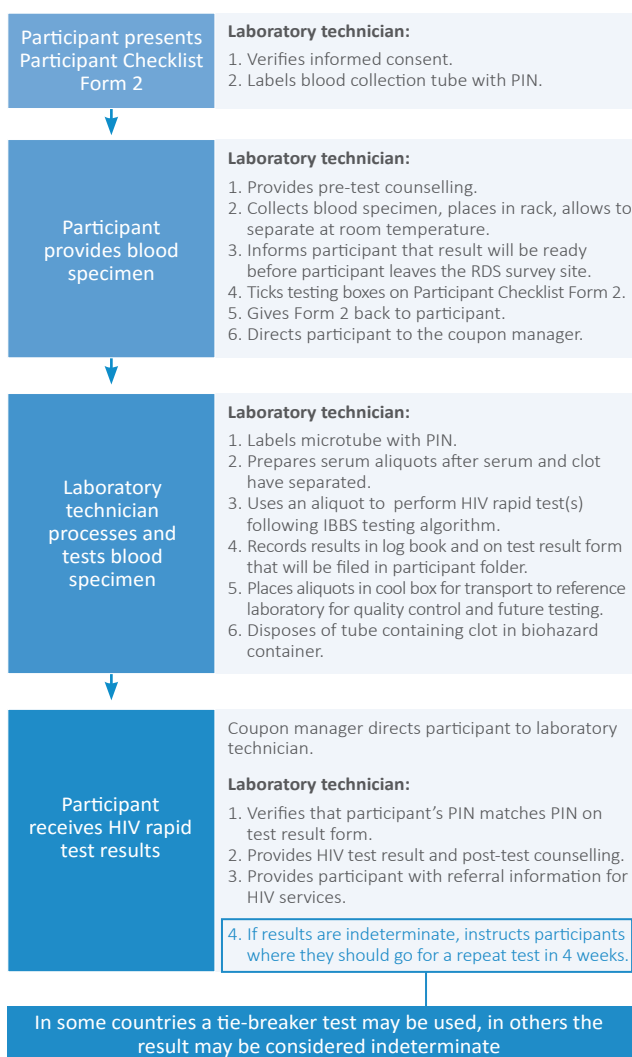 Participant presents
Participant Checklist
Form 2
Laboratory technician:
1. Verifies informed consent.
2. Labels blood collection tube with PIN.
Participant
provides blood
specimen
Laboratory technician:
1. Provides pre-test counselling.
2. Collects blood specimen, places in rack, allows to
separate at room temperature.
3. Informs participant that result will be ready
before participant leaves the RDS survey site.
4. Ticks testing boxes on Participant Checklist Form 2.
5. Gives Form 2 back to participant.
6. Directs participant to the coupon manager.
Laboratory
technician
processes and
tests blood
specimen
Laboratory technician:
1. Labels microtube with PIN.
2. Prepares serum aliquots after serum and clot
have separated.
3. Uses an aliquot to perform HIV rapid test(s)
following IBBS testing algorithm.
4. Records results in log book and on test result form
that will be filed in participant folder.
5. Places aliquots in cool box for transport to reference
laboratory for quality control and future testing.
6. Disposes of tube containing clot in biohazard
container.
Participant
receives HIV rapid
test results
Coupon manager directs participant to laboratory
technician.
Laboratory technician:
1. Verifies that participant's PIN matches PIN on
test result form.
2. Provides HIV test result and post-test counselling.
3. Provides participant with referral information for
HIV services.
4. If results are indeterminate, instructs participants
where they should go for a repeat test in 4 weeks.
In some countries a tie-breaker test may be used, in others the
result may be considered indeterminate